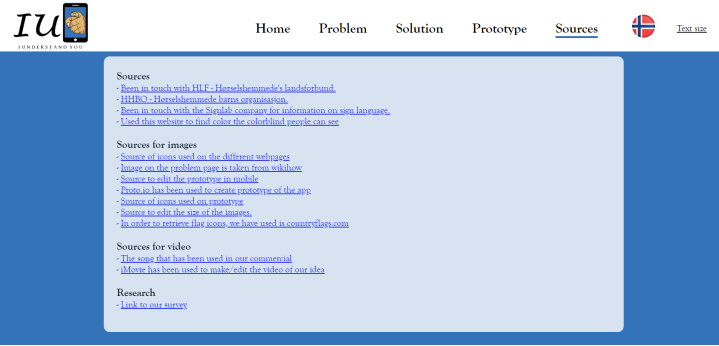 IU
IUNDERSTAND YOU
Home
Problem
Solution
Prototype
Sources
Text size
Sources
- Been in touch with HLF - Hørselshemmede's landsforbund.
- HHBO - Hørselshemmede barns organisasjon.
- Been in touch with the Signlab company for information on sign language.
- Used this website to find color the colorblind people can see
Sources for images
- Source of icons used on the different webpages
- Image on the problem page is taken from wikihow
- Source to edit the prototype in mobile
- Proto.io has been used to create prototype of the app
- Source of icons used on prototype
- Source to edit the size of the images.
- In order to retrieve flag icons, we have used is countryflags.com
Sources for video
- The song that has been used in our commercial
- iMovie has been used to make/edit the video of our idea
Research
- Link to our survey